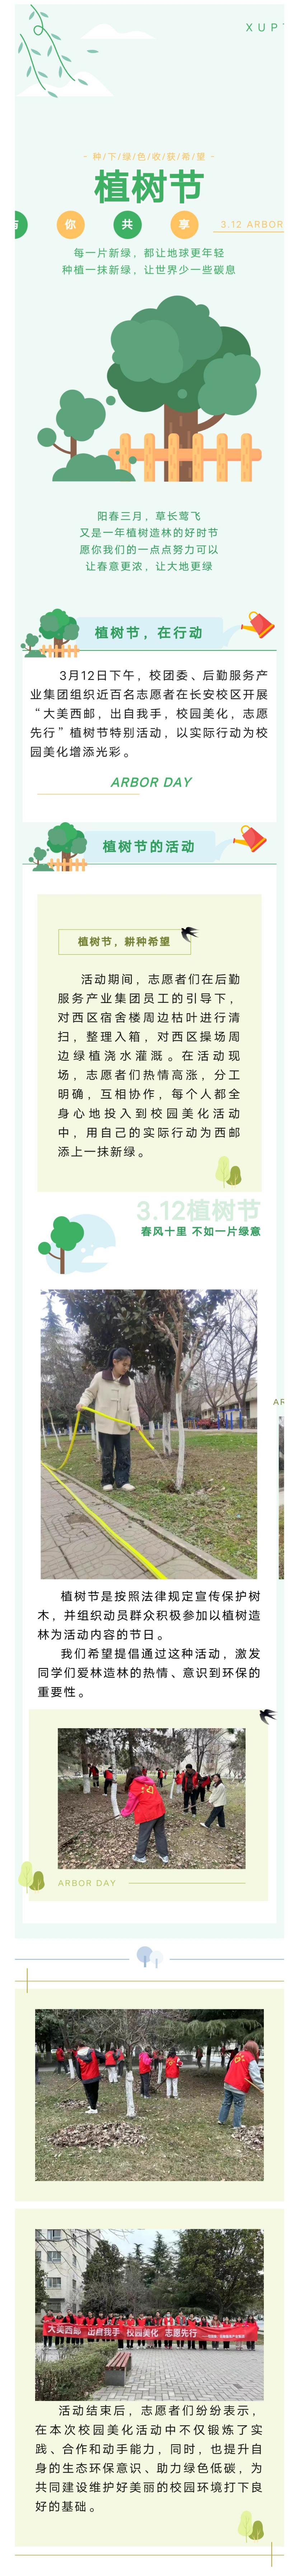 XUPT
- 种/下/绿/色/收/获/希/望 -
植树节
与 你 共 享
3.12 ARBOR
每一片新绿，都让地球更年轻
种植一抹新绿，让世界少一些碳息
阳春三月，草长莺飞
又是一年植树造林的好时节
愿你我们的一点点努力可以
让春意更浓，让大地更绿
植树节，在行动
3月12日下午，校团委、后勤服务产
业集团组织近百名志愿者在长安校区开展
“大美西邮，出自我手，校园美化，志愿
先行”植树节特别活动，以实际行动为校
园美化增添光彩。
ARBOR DAY
植树节的活动
植树节，耕种希望
活动期间，志愿者们在后勤
服务产业集团员工的引导下，
对西区宿舍楼周边枯叶进行清
扫，整理入箱，对西区操场周
边绿植浇水灌溉。在活动现
场，志愿者们热情高涨，分工
明确，互相协作，每个人都全
身心地投入到校园美化活动
中，用自己的实际行动为西邮
添上一抹新绿。
3.12植树节
春风十里 不如一片绿意
AR
植树节是按照法律规定宣传保护树
木，并组织动员群众积极参加以植树造
林为活动内容的节日。
我们希望提倡通过这种活动，激发
同学们爱林造林的热情、意识到环保的
重要性。
ARBOR DAY
大美西邮 出自我手 校园美化 志愿先行
活动结束后，志愿者们纷纷表示，
在本次校园美化活动中不仅锻炼了实
践、合作和动手能力，同时，也提升自
身的生态环保意识、助力绿色低碳，为
共同建设维护好美丽的校园环境打下良
好的基础。